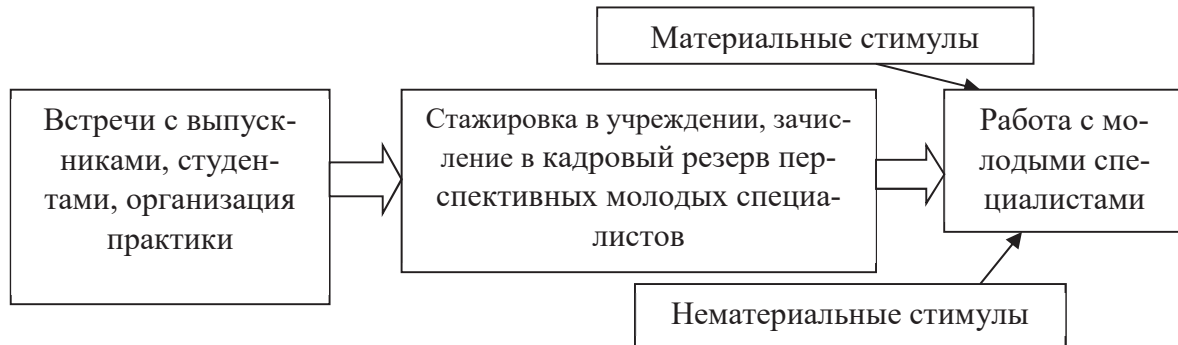 Материальные стимулы
Встречи с выпуск-
никами, студен-
тами, организация
практики
Стажировка в учреждении, зачис-
ление в кадровый резерв пер-
спективных молодых специа-
листов
Работа с мо-
лодыми спе-
циалистами
Нематериальные стимулы